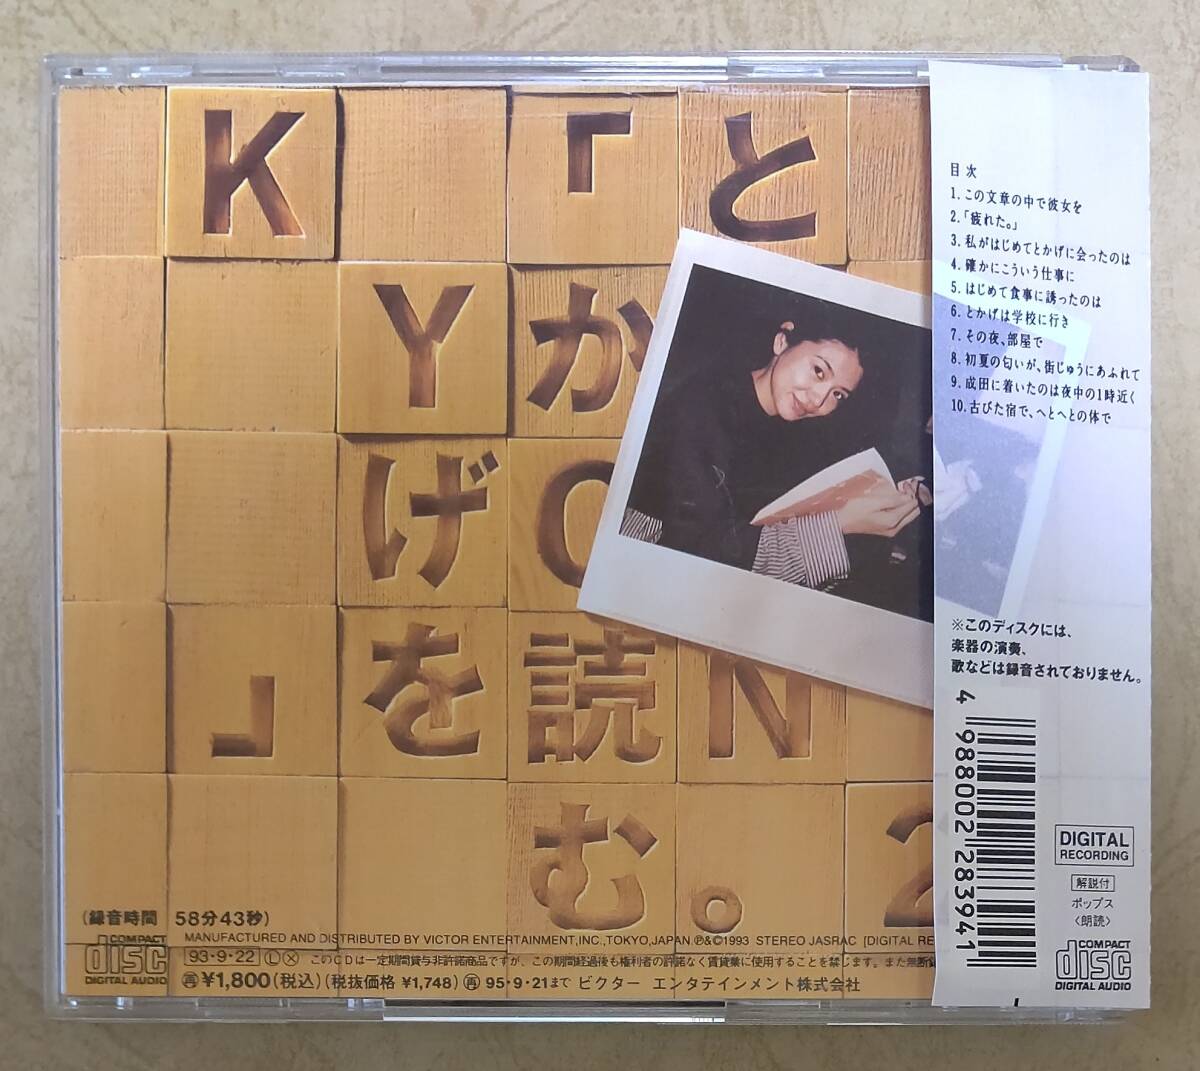 K 「 と
Y か
げ O
」 を 読 N
む 。 2
目次
1. この文章の中で彼女を
2.「疲れた。」
3. 私がはじめてとかげに会ったのは
4. 確かにこういう仕事に
5. はじめて食事に誘ったのは
6. とかげは学校に行き
7. その夜、部屋で
8. 初夏の匂いが、街じゅうにあふれて
9. 成田に着いたのは夜中の1時近く
10. 古びた宿で、へとへとの体で
※このディスクには、
楽器の演奏、
歌などは録音されておりません。
4 988002 283941
DIGITAL
RECORDING
解説付
ポップス
〈朗読〉
COMPACT
disc
DIGITAL AUDIO
(録音時間 58分43秒)
COMPACT
disc
DIGITAL AUDIO
MANUFACTURED AND DISTRIBUTED BY VICTOR ENTERTAINMENT,INC.,TOKYO,JAPAN.Ⓟ&©1993 STEREO JASRAC [DIGITAL RE
93・9・22 Ⓛ Ⓧ このCDは一定期間貸与非許諾商品ですが、この期間経過後も権利者の許諾なく賃貸業に使用することを禁じます。また無断
再 ¥1,800(税込)(税抜価格 ¥1,748) 再 95・9・21まで ビクター エンタテインメント株式会社